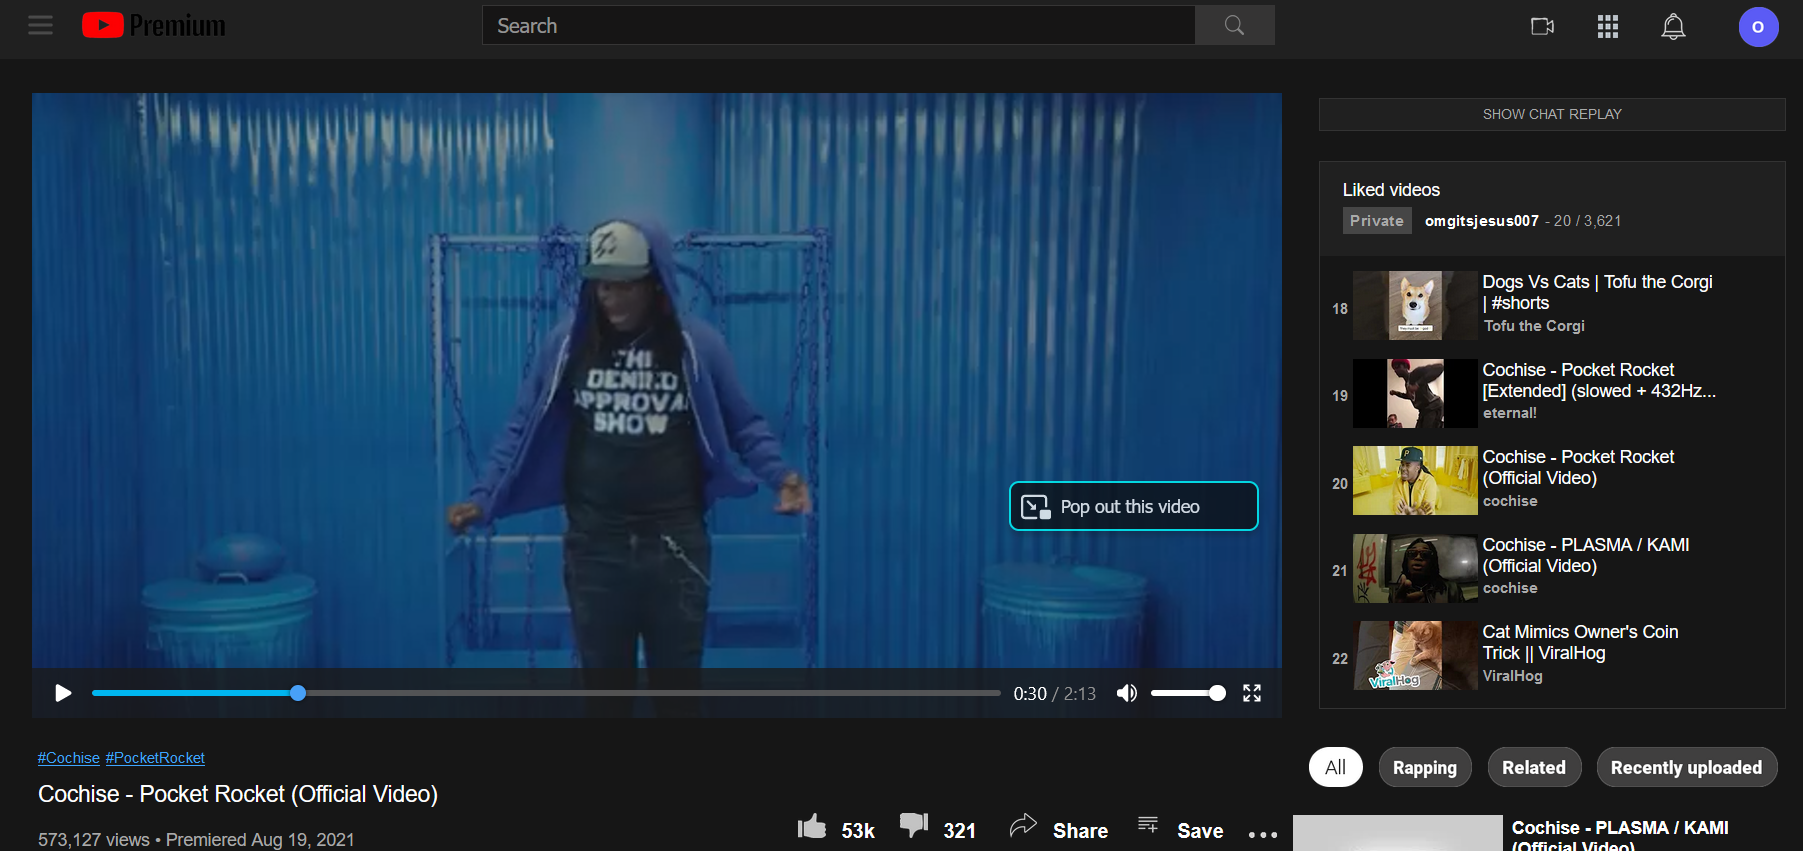 Premium
Search
O
THE
DENIED
APPROVAL
SHOW
Pop out this video
0:30 / 2:13
SHOW CHAT REPLAY
Liked videos
Private omgitsjesus007 - 20 / 3,621
18
Dogs Vs Cats | Tofu the Corgi
| #shorts
Tofu the Corgi
19
Cochise - Pocket Rocket
[Extended] (slowed + 432Hz...
eternal!
20
Cochise - Pocket Rocket
(Official Video)
cochise
21
Cochise - PLASMA / KAMI
(Official Video)
cochise
22
ViralHog
Cat Mimics Owner's Coin
Trick || ViralHog
ViralHog
#Cochise #PocketRocket
Cochise - Pocket Rocket (Official Video)
573,127 views • Premiered Aug 19, 2021
53k 321 Share Save ...
All Rapping Related Recently uploaded
Cochise - PLASMA / KAMI
(Official Video)